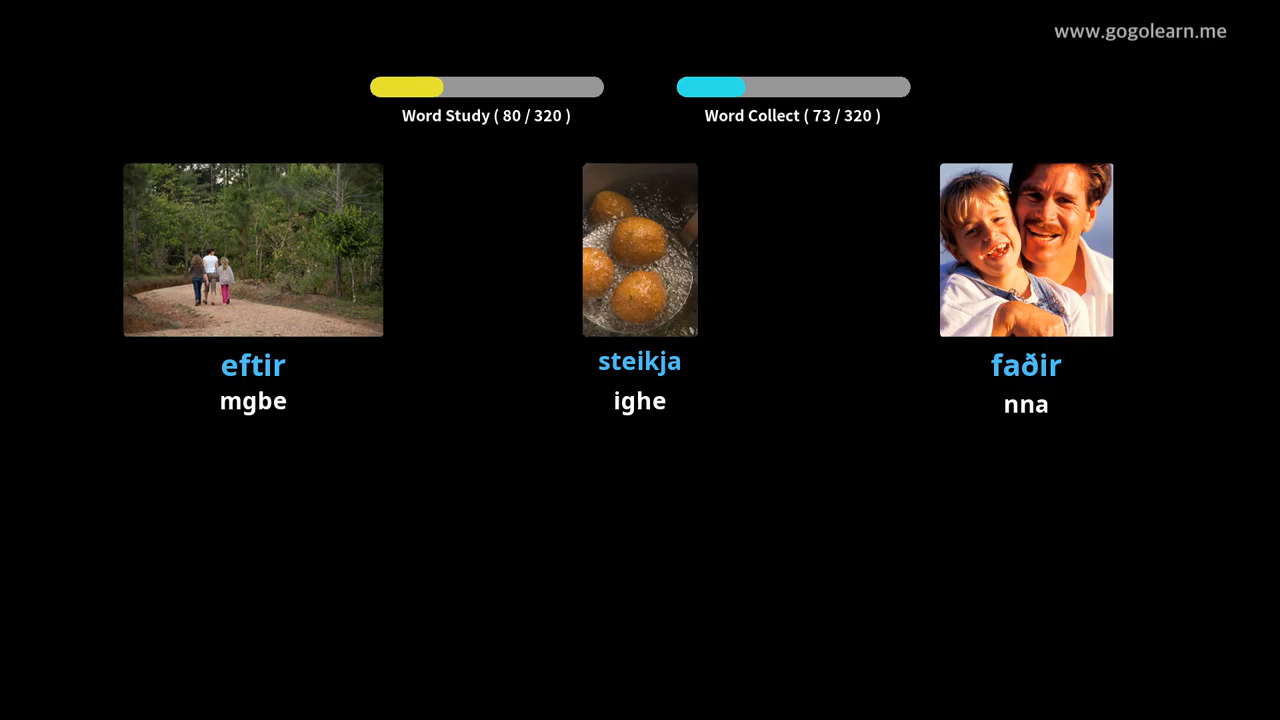 www.gogolearn.me
Word Study ( 80 / 320 )
Word Collect ( 73 / 320 )
eftir
mgbe
steikja
ighe
faðir
nna